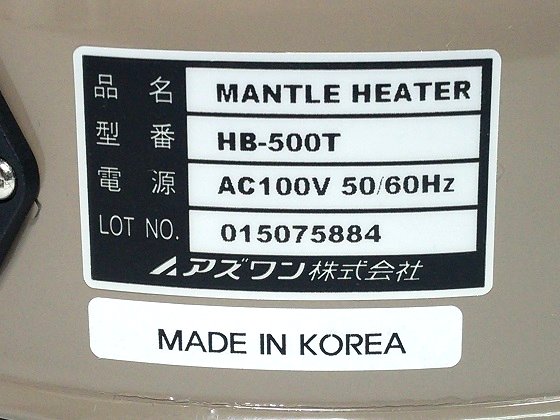 品名 MANTLE HEATER
型番 HB-500T
電源 AC100V 50/60Hz
LOT NO. 015075884
アズワン株式会社
MADE IN KOREA